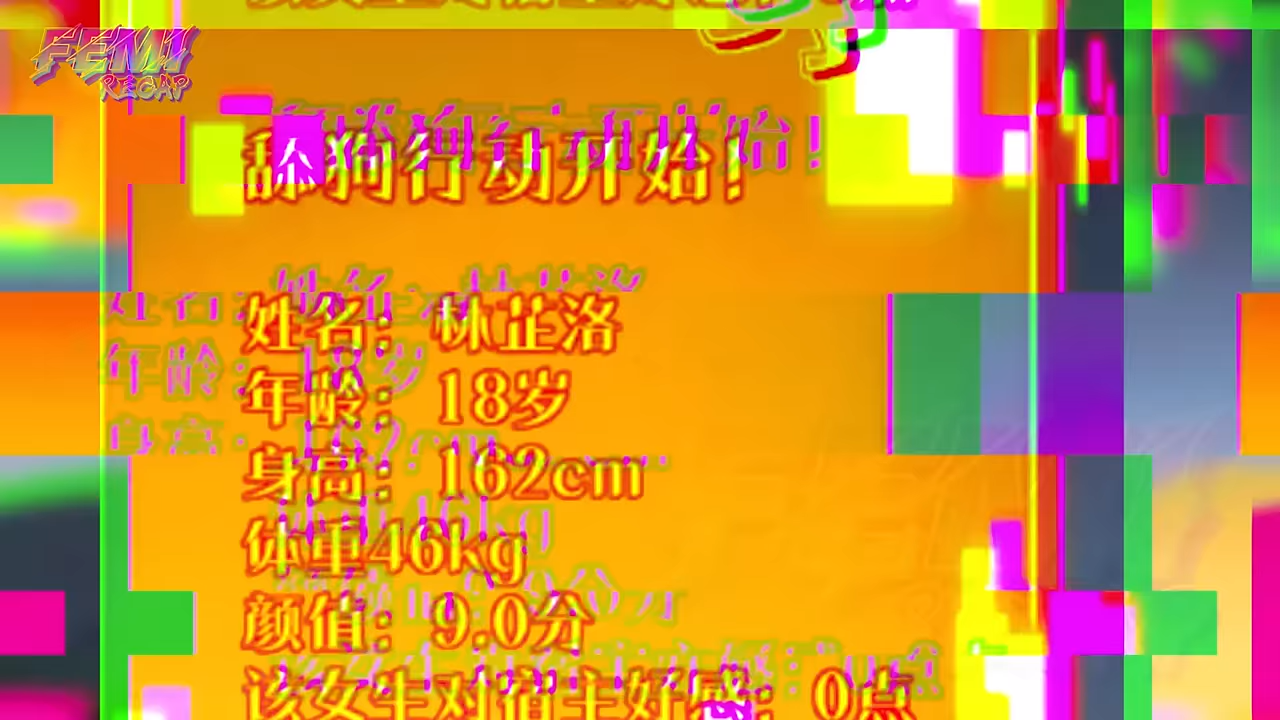 FEMI
RECAP
舔狗行动开始!
姓名: 林芷洛
年龄: 18岁
身高: 162cm
体重46kg
颜值: 9.0分
该女生对宿主好感: 0点